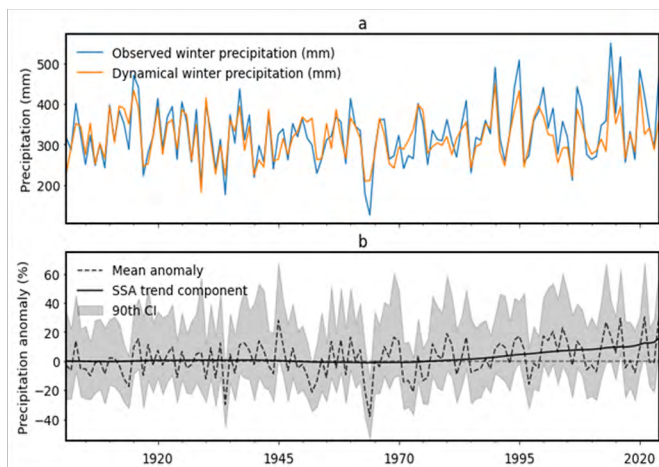 a
Observed winter precipitation (mm)
Dynamical winter precipitation (mm)
Precipitation (mm)
500
400
300
200
b
Mean anomaly
SSA trend component
90th CI
Precipitation anomaly (%)
60
40
20
0
−20
−40
1920
1945
1970
1995
2020